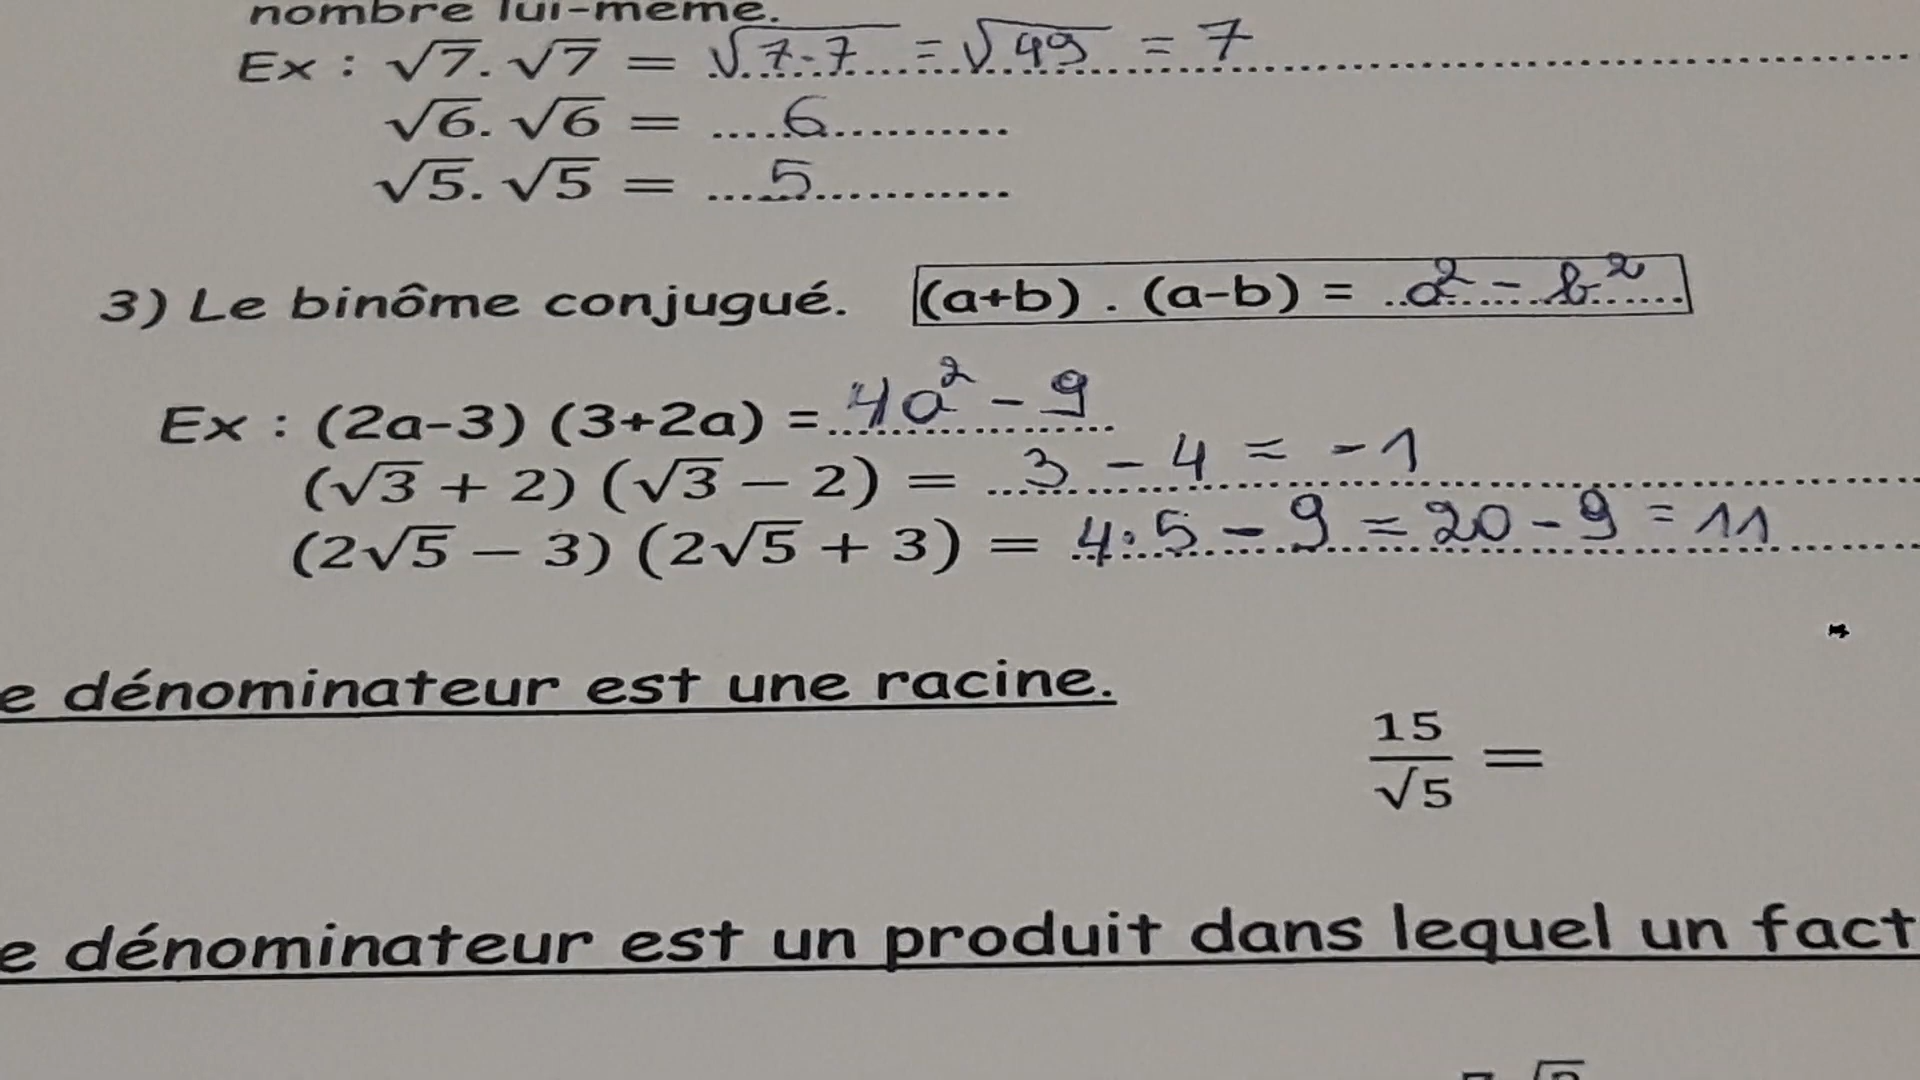 nombre lui-même.
Ex : √7. √7 = √7.7 = √49 = 7
√6. √6 = .....6...........
√5. √5 = ....5............
3) Le binôme conjugué. (a+b) . (a-b) = a² - b²
Ex : (2a-3) (3+2a) = 4a² - 9
(√3 + 2) (√3 − 2) = 3 - 4 = -1
(2√5 − 3) (2√5 + 3) = 4.5 - 9 = 20 - 9 = 11
e dénominateur est une racine.
15/√5 =
e dénominateur est un produit dans lequel un fact